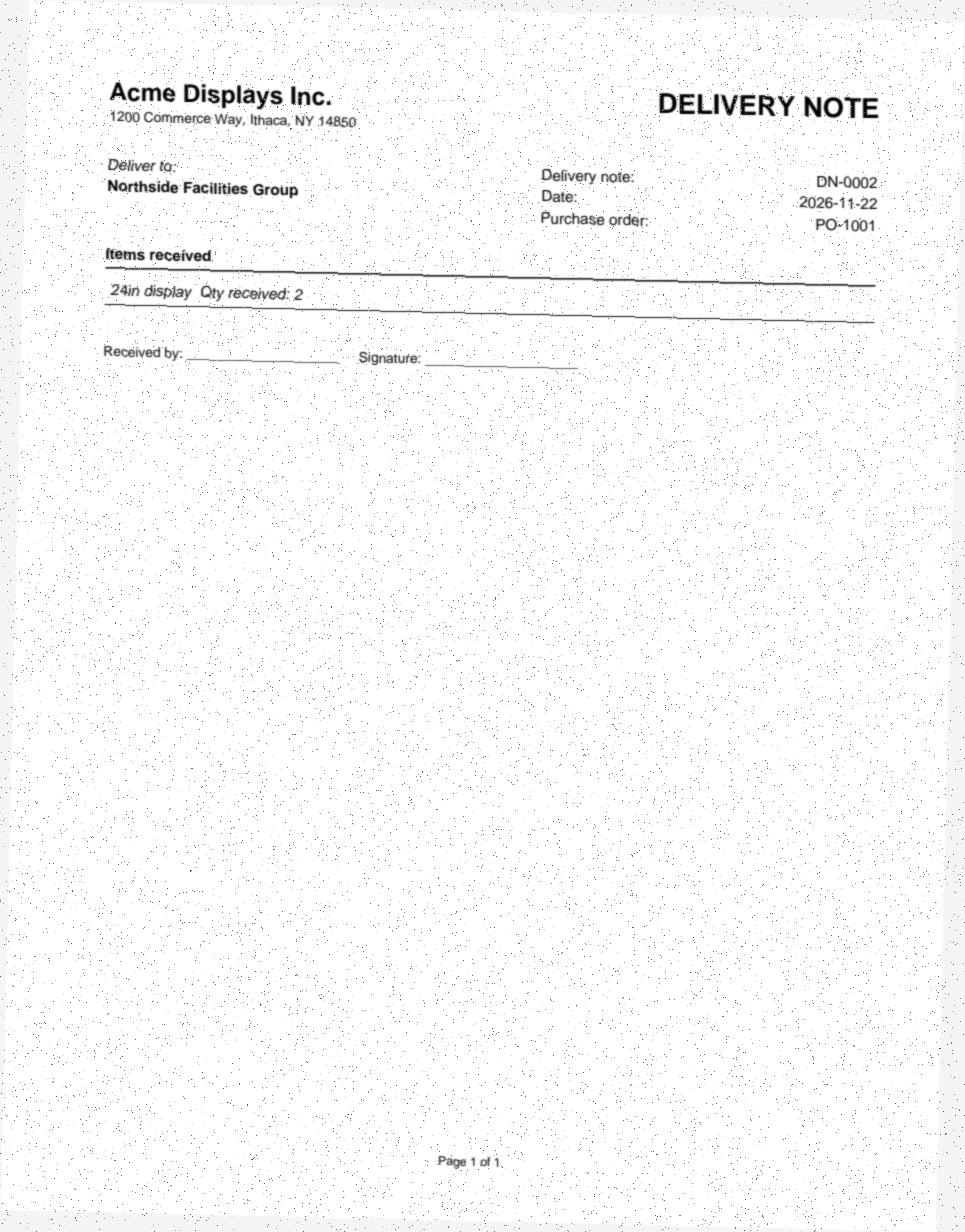 Acme Displays Inc.
1200 Commerce Way, Ithaca, NY 14850
DELIVERY NOTE
Deliver to:
Northside Facilities Group
Delivery note: DN-0002
Date: 2026-11-22
Purchase order: PO-1001
Items received
24in display Qty received: 2
Received by: ____________________ Signature: ____________________
Page 1 of 1